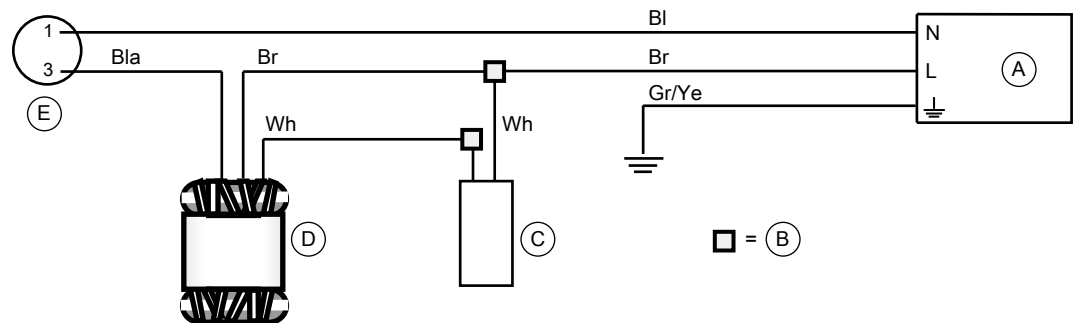 1 Bl N
3 Bla Br Br L A
E Gr/Ye
Wh Wh
D C = B